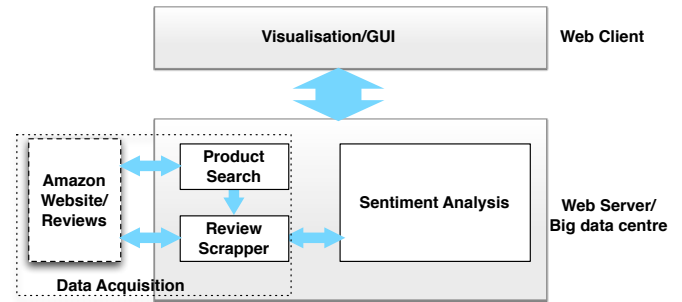 Visualisation/GUI
Web Client
Amazon
Website/
Reviews
Product
Search
Review
Scrapper
Sentiment Analysis
Web Server/
Big data centre
Data Acquisition